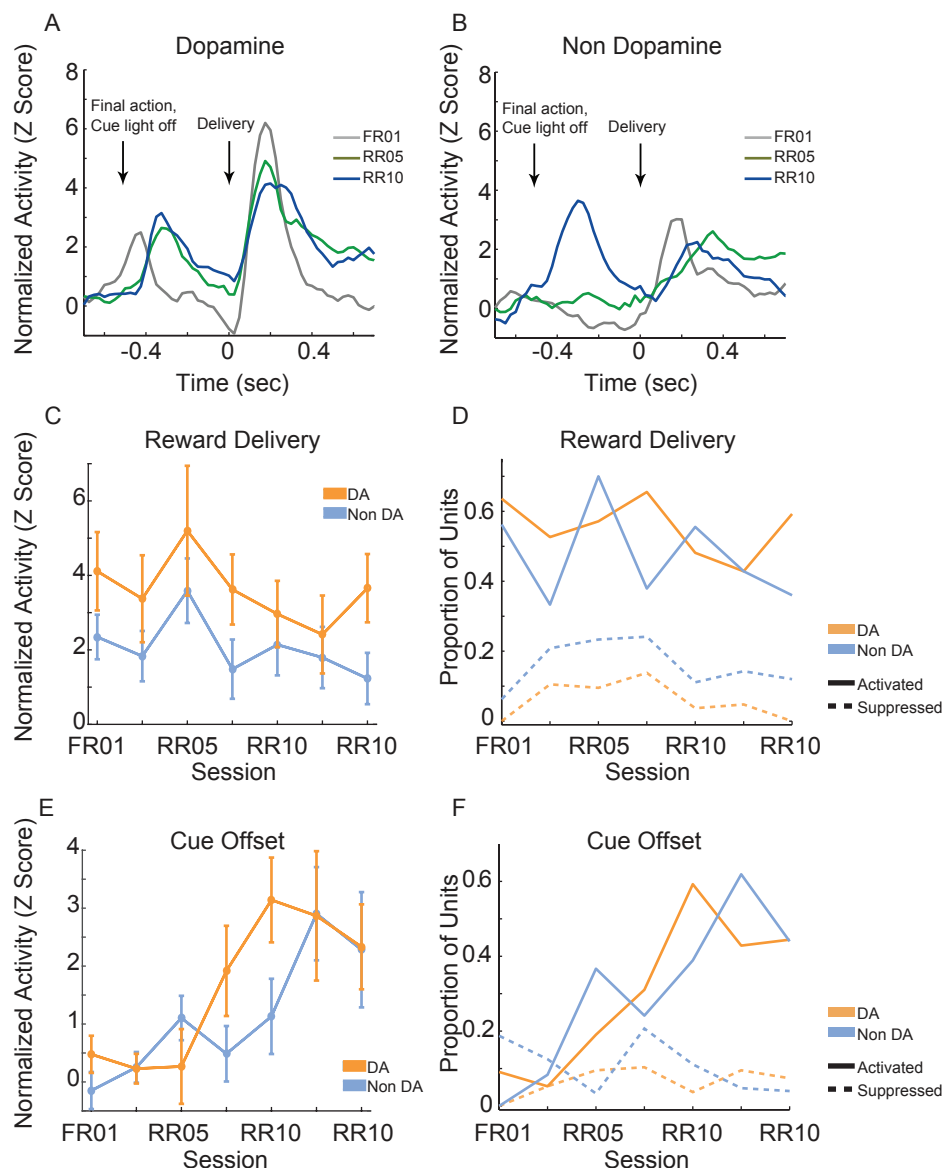 A
Dopamine
Normalized Activity (Z Score)
8
6
4
2
0
Final action,
Cue light off
Delivery
FR01
RR05
RR10
-0.4
0
0.4
Time (sec)
B
Non Dopamine
Normalized Activity (Z Score)
8
6
4
2
0
Final action,
Cue light off
Delivery
FR01
RR05
RR10
-0.4
0
0.4
Time (sec)
C
Reward Delivery
Normalized Activity (Z Score)
6
4
2
0
DA
Non DA
FR01
RR05
RR10
RR10
Session
D
Reward Delivery
Proportion of Units
0.6
0.4
0.2
0
DA
Non DA
Activated
Suppressed
FR01
RR05
RR10
RR10
Session
E
Cue Offset
Normalized Activity (Z Score)
4
3
2
1
0
DA
Non DA
FR01
RR05
RR10
RR10
Session
F
Cue Offset
Proportion of Units
0.6
0.4
0.2
0
DA
Non DA
Activated
Suppressed
FR01
RR05
RR10
RR10
Session